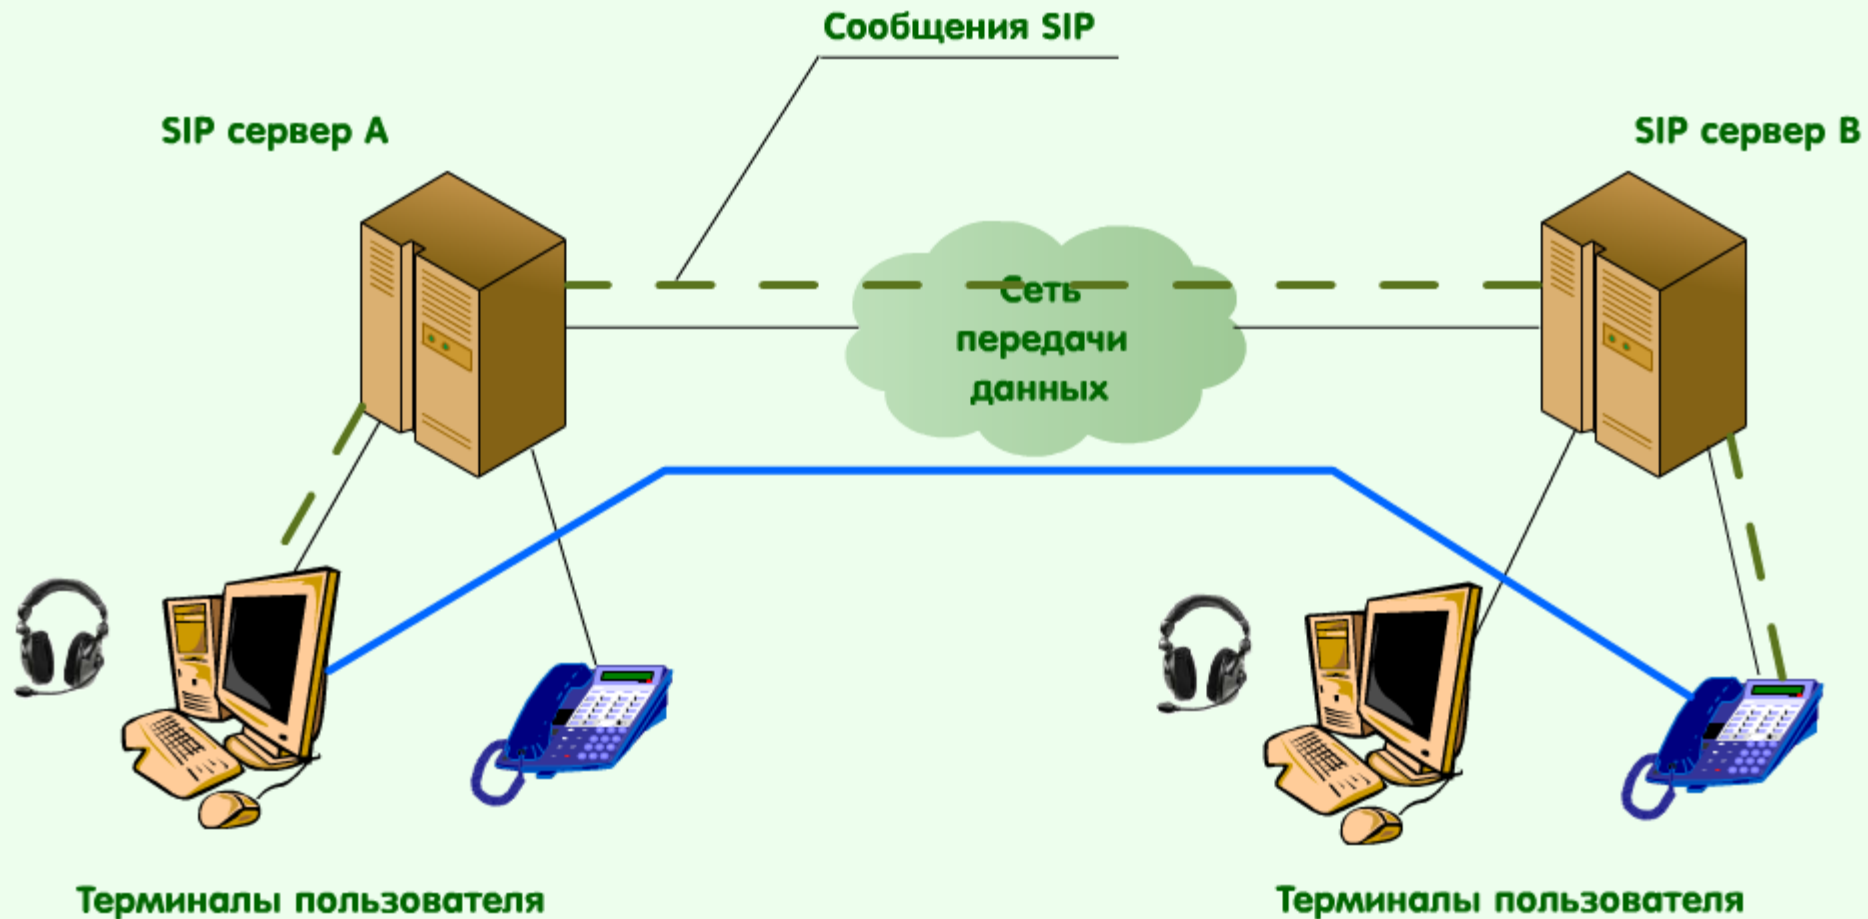 Сообщения SIP
SIP сервер A
SIP сервер B
Сеть
передачи
данных
Терминалы пользователя
Терминалы пользователя